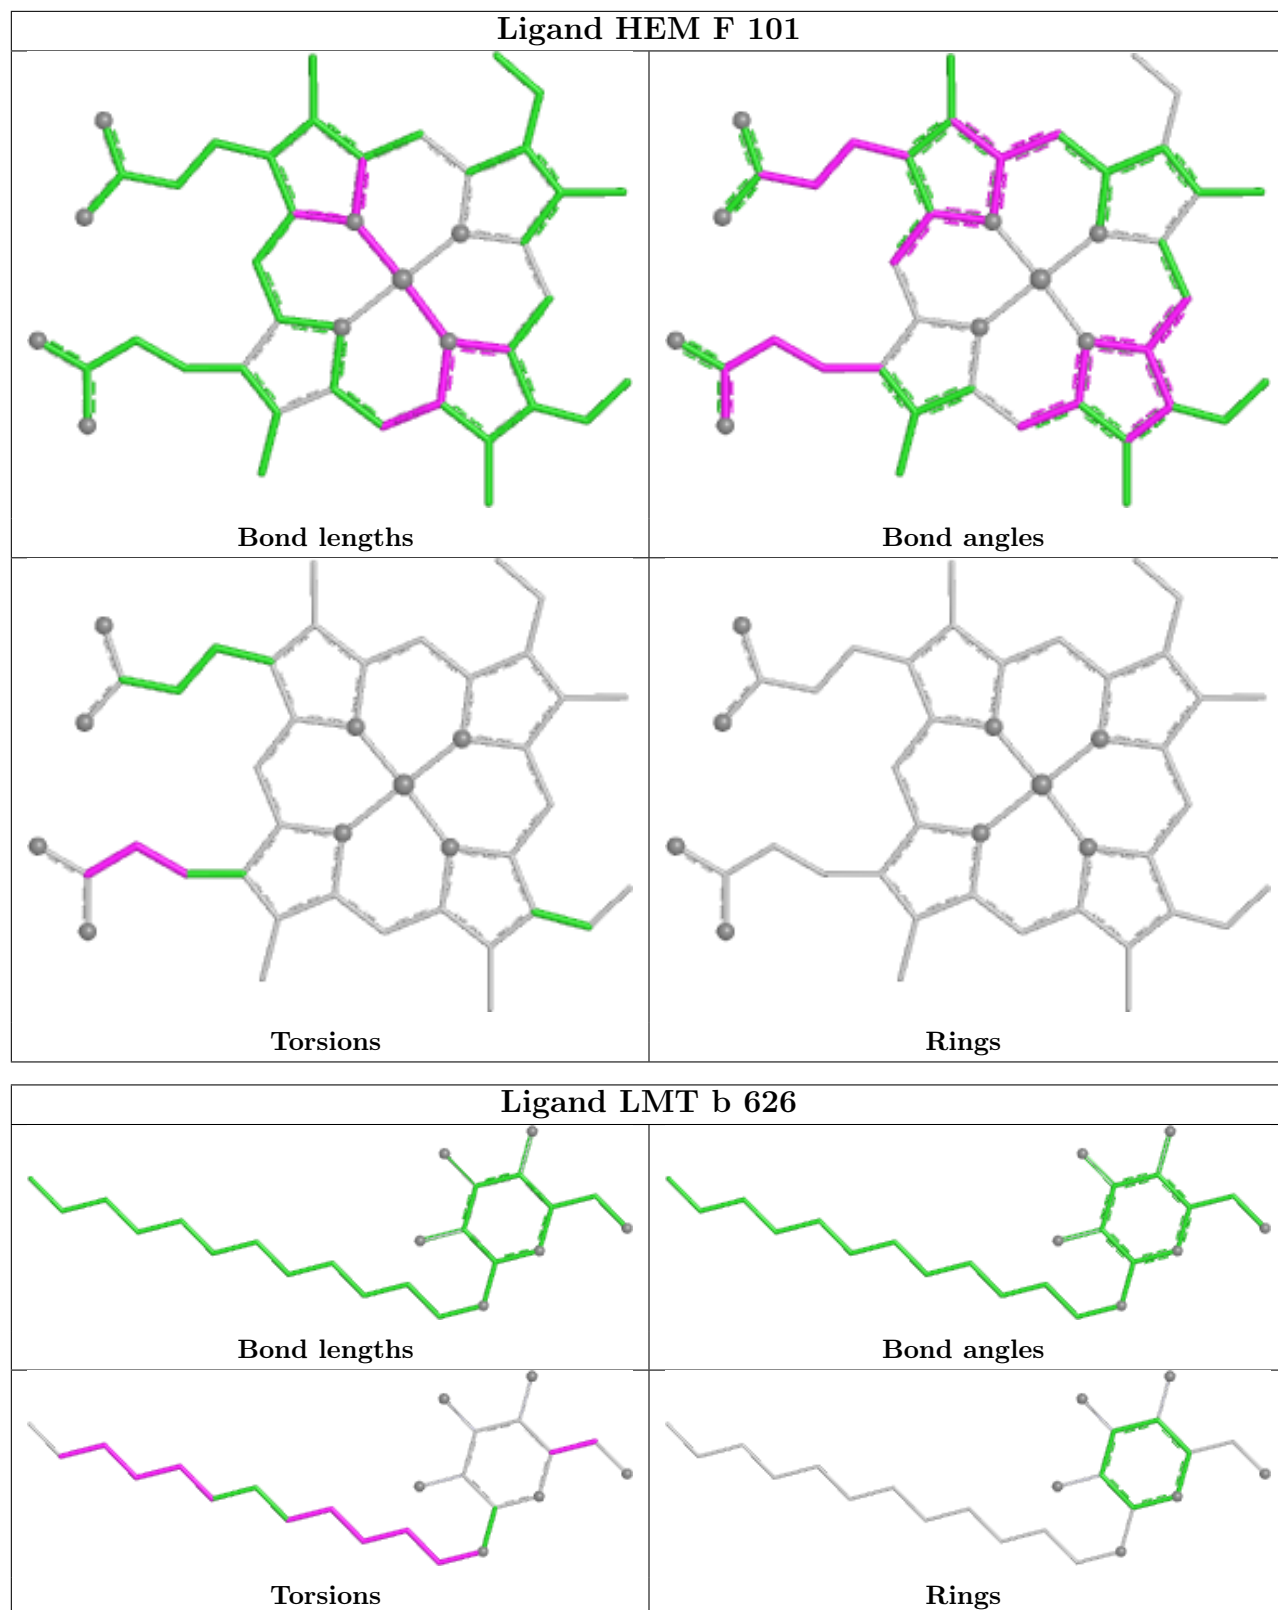 Ligand HEM F 101
Bond lengths
Bond angles
Torsions
Rings
Ligand LMT b 626
Bond lengths
Bond angles
Torsions
Rings